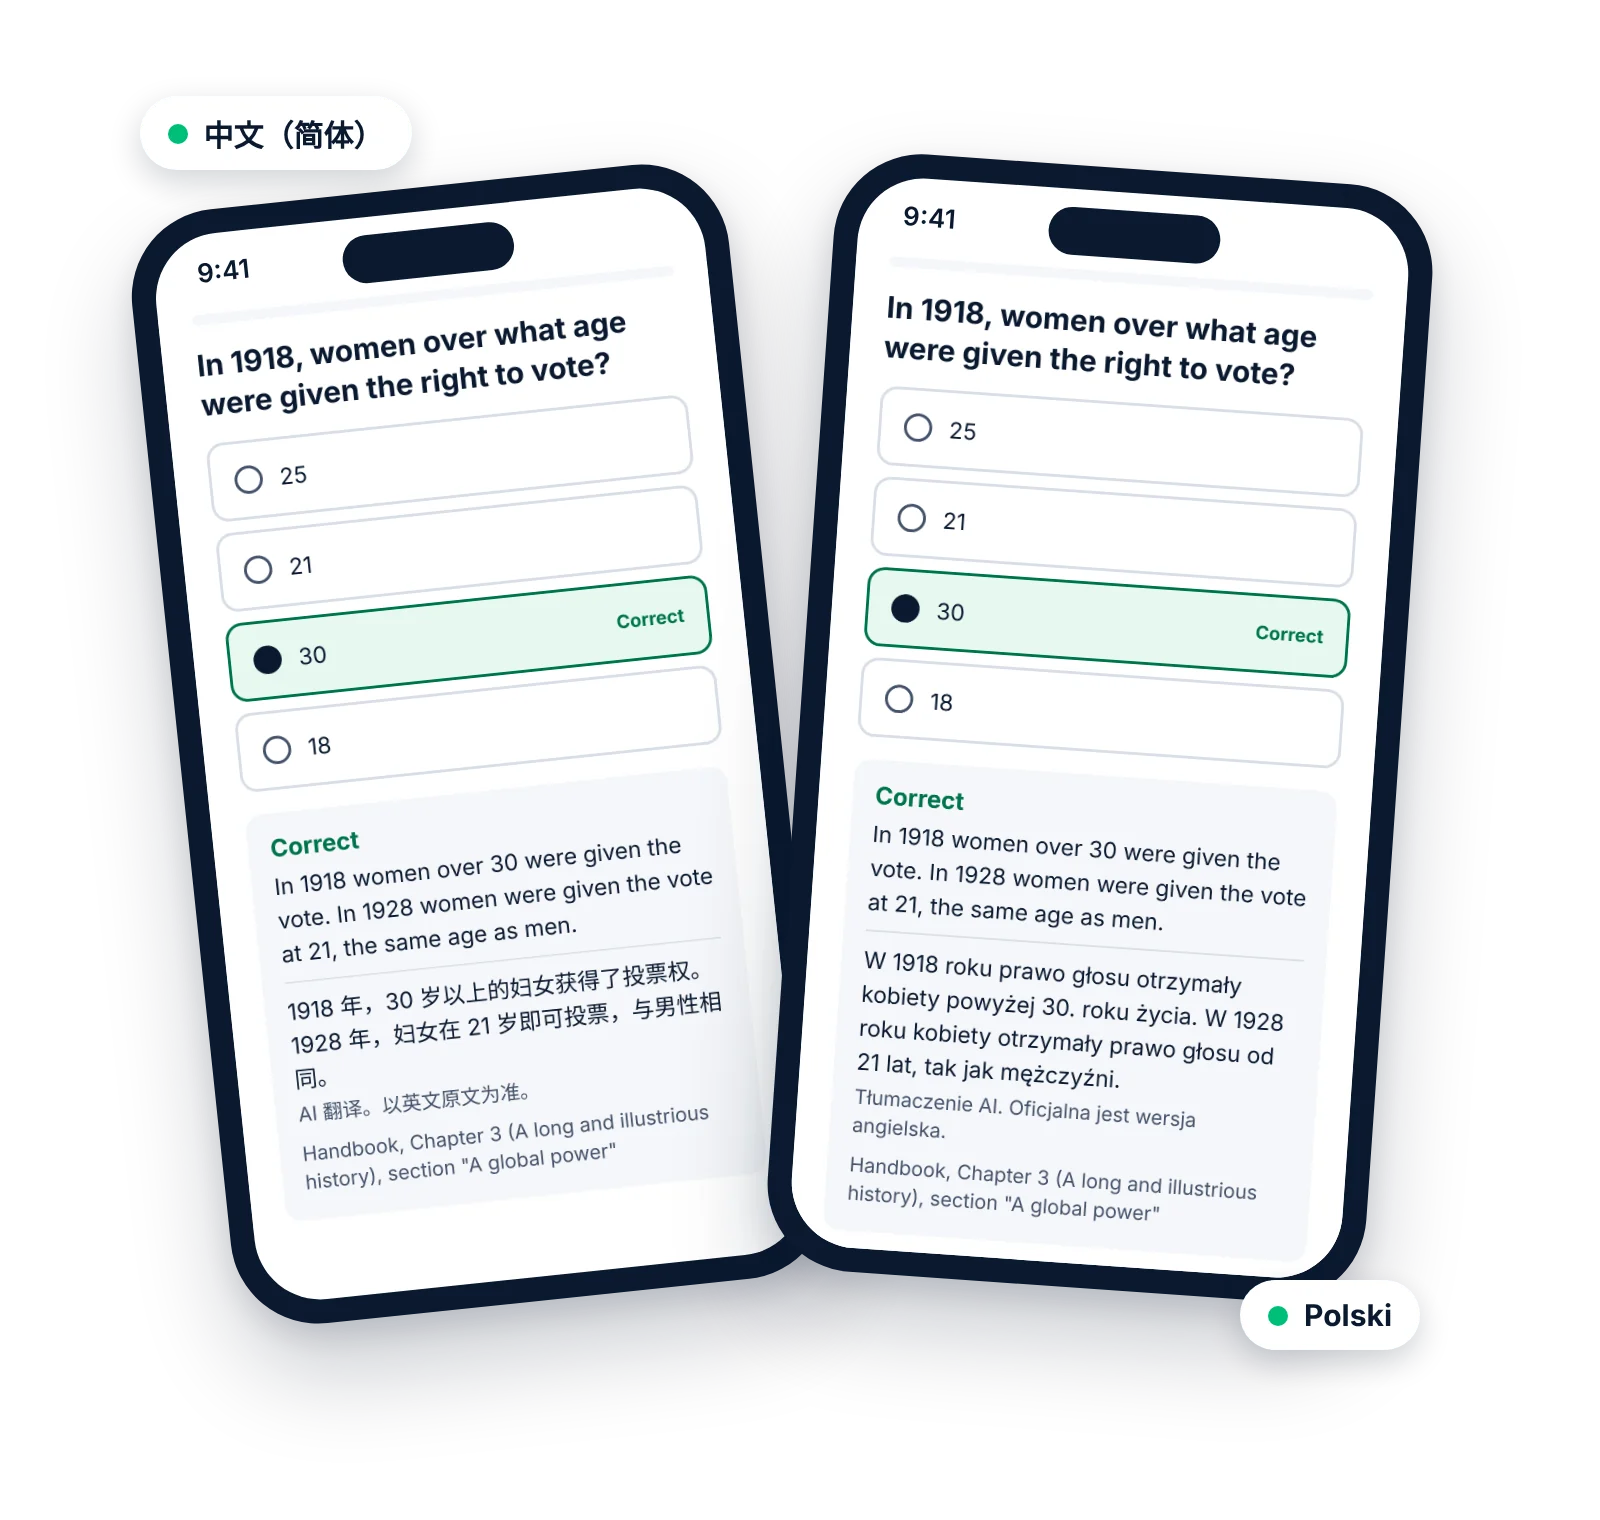 中文（简体）
9:41
In 1918, women over what age
were given the right to vote?
25
21
30
Correct
18
Correct
In 1918 women over 30 were given the
vote. In 1928 women were given the vote
at 21, the same age as men.
1918 年，30 岁以上的妇女获得了投票权。
1928 年，妇女在 21 岁即可投票，与男性相
同。
AI 翻译。以英文原文为准。
Handbook, Chapter 3 (A long and illustrious
history), section "A global power"
9:41
In 1918, women over what age
were given the right to vote?
25
21
30
Correct
18
Correct
In 1918 women over 30 were given the
vote. In 1928 women were given the vote
at 21, the same age as men.
W 1918 roku prawo głosu otrzymały
kobiety powyżej 30. roku życia. W 1928
roku kobiety otrzymały prawo głosu od
21 lat, tak jak mężczyźni.
Tłumaczenie AI. Oficjalna jest wersja
angielska.
Handbook, Chapter 3 (A long and illustrious
history), section "A global power"
Polski